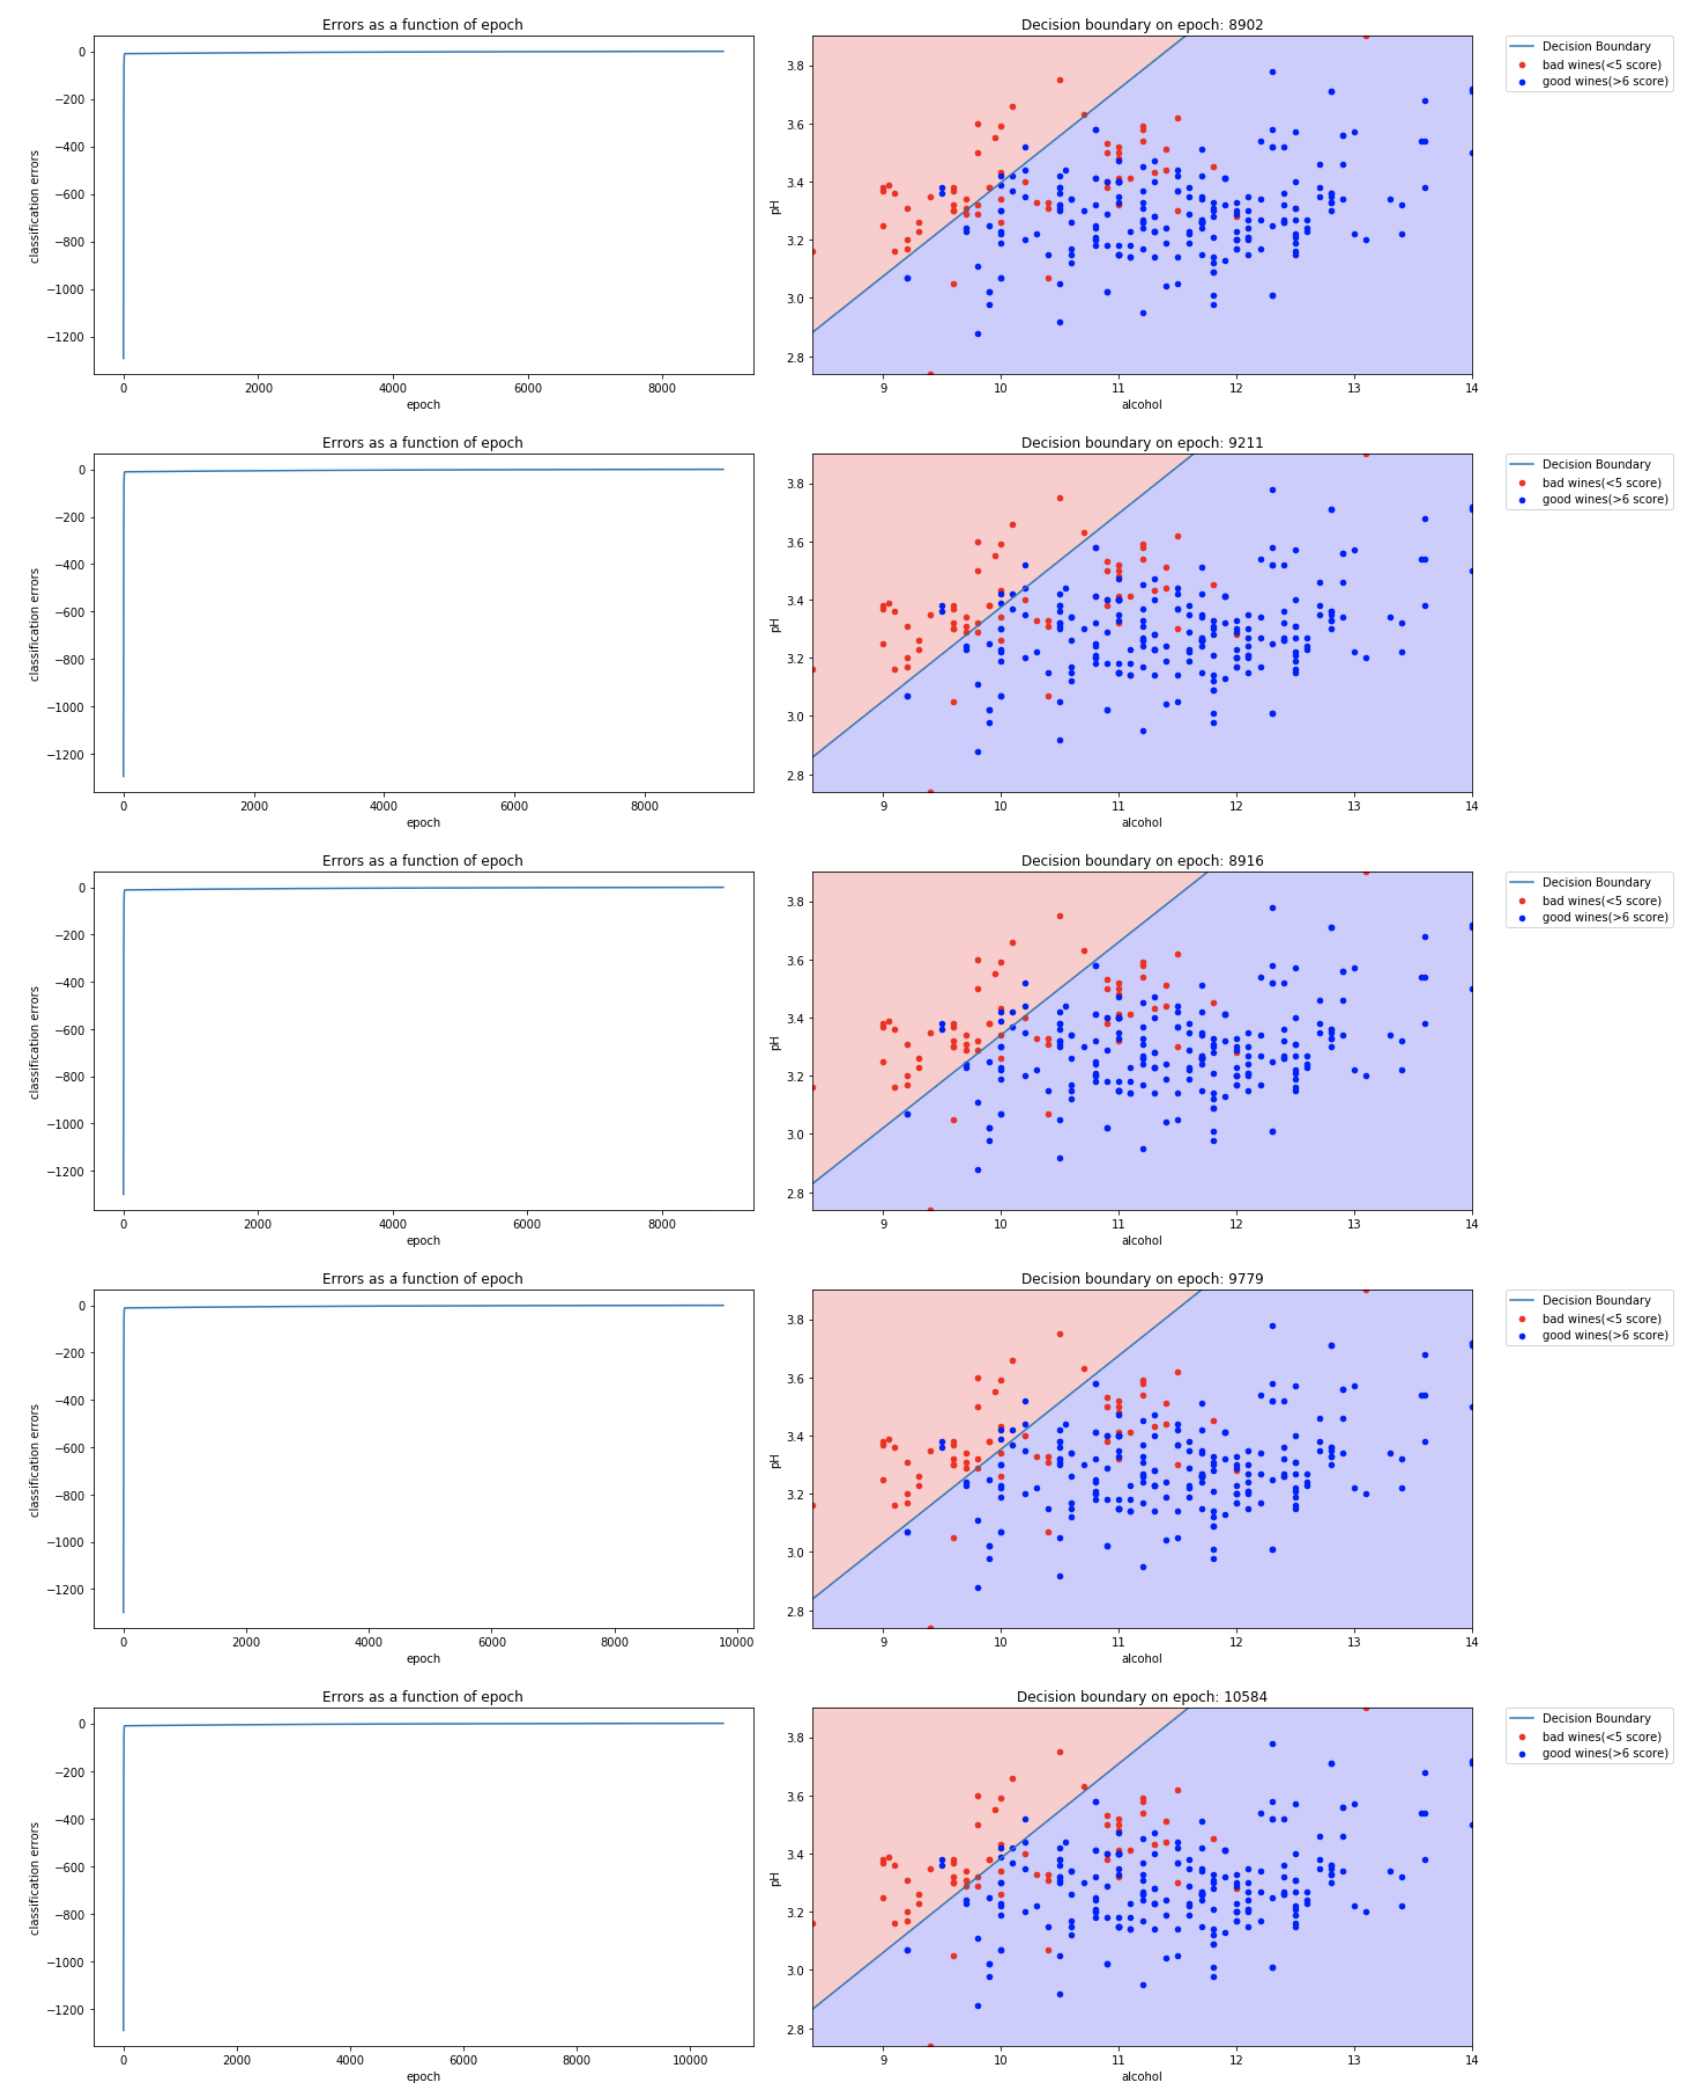 Errors as a function of epoch
0
−200
−400
−600
−800
−1000
−1200
classification errors
0 2000 4000 6000 8000
epoch
Decision boundary on epoch: 8902
3.8
3.6
3.4
3.2
3.0
2.8
pH
9 10 11 12 13 14
alcohol
Decision Boundary
bad wines(<5 score)
good wines(>6 score)
Errors as a function of epoch
0
−200
−400
−600
−800
−1000
−1200
classification errors
0 2000 4000 6000 8000
epoch
Decision boundary on epoch: 9211
3.8
3.6
3.4
3.2
3.0
2.8
pH
9 10 11 12 13 14
alcohol
Decision Boundary
bad wines(<5 score)
good wines(>6 score)
Errors as a function of epoch
0
−200
−400
−600
−800
−1000
−1200
classification errors
0 2000 4000 6000 8000
epoch
Decision boundary on epoch: 8916
3.8
3.6
3.4
3.2
3.0
2.8
pH
9 10 11 12 13 14
alcohol
Decision Boundary
bad wines(<5 score)
good wines(>6 score)
Errors as a function of epoch
0
−200
−400
−600
−800
−1000
−1200
classification errors
0 2000 4000 6000 8000 10000
epoch
Decision boundary on epoch: 9779
3.8
3.6
3.4
3.2
3.0
2.8
pH
9 10 11 12 13 14
alcohol
Decision Boundary
bad wines(<5 score)
good wines(>6 score)
Errors as a function of epoch
0
−200
−400
−600
−800
−1000
−1200
classification errors
0 2000 4000 6000 8000 10000
epoch
Decision boundary on epoch: 10584
3.8
3.6
3.4
3.2
3.0
2.8
pH
9 10 11 12 13 14
alcohol
Decision Boundary
bad wines(<5 score)
good wines(>6 score)